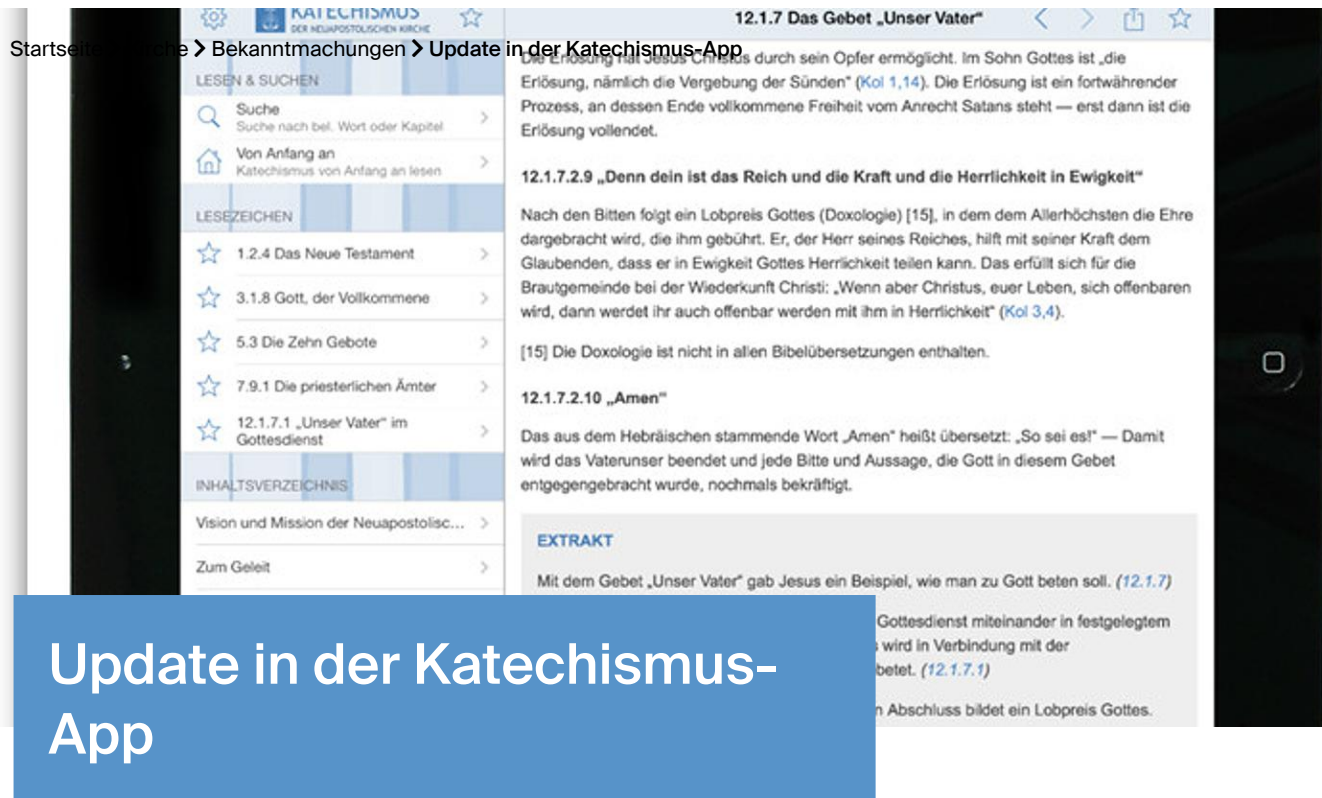 KATECHISMUS
DER NEUAPOSTOLISCHEN KIRCHE
12.1.7 Das Gebet „Unser Vater“
Startseite > Bekanntmachungen > Update in der Katechismus-App
LESEN & SUCHEN
Suche
Suche nach bel. Wort oder Kapitel
Von Anfang an
Katechismus von Anfang an lesen
LESEZEICHEN
1.2.4 Das Neue Testament
3.1.8 Gott, der Vollkommene
5.3 Die Zehn Gebote
7.9.1 Die priesterlichen Ämter
12.1.7.1 „Unser Vater“ im
Gottesdienst
INHALTSVERZEICHNIS
Vision und Mission der Neuapostolisc...
Zum Geleit
Die Erlösung hat Jesus Christus durch sein Opfer ermöglicht. Im Sohn Gottes ist „die
Erlösung, nämlich die Vergebung der Sünden“ (Kol 1,14). Die Erlösung ist ein fortwährender
Prozess, an dessen Ende vollkommene Freiheit vom Anrecht Satans steht — erst dann ist die
Erlösung vollendet.
12.1.7.2.9 „Denn dein ist das Reich und die Kraft und die Herrlichkeit in Ewigkeit“
Nach den Bitten folgt ein Lobpreis Gottes (Doxologie) [15], in dem dem Allerhöchsten die Ehre
dargebracht wird, die ihm gebührt. Er, der Herr seines Reiches, hilft mit seiner Kraft dem
Glaubenden, dass er in Ewigkeit Gottes Herrlichkeit teilen kann. Das erfüllt sich für die
Brautgemeinde bei der Wiederkunft Christi: „Wenn aber Christus, euer Leben, sich offenbaren
wird, dann werdet ihr auch offenbar werden mit ihm in Herrlichkeit“ (Kol 3,4).
[15] Die Doxologie ist nicht in allen Bibelübersetzungen enthalten.
12.1.7.2.10 „Amen“
Das aus dem Hebräischen stammende Wort „Amen“ heißt übersetzt: „So sei es!“ — Damit
wird das Vaterunser beendet und jede Bitte und Aussage, die Gott in diesem Gebet
entgegengebracht wurde, nochmals bekräftigt.
EXTRAKT
Mit dem Gebet „Unser Vater“ gab Jesus ein Beispiel, wie man zu Gott beten soll. (12.1.7)
Gottesdienst miteinander in festgelegtem
wird in Verbindung mit der
betet. (12.1.7.1)
Abschluss bildet ein Lobpreis Gottes.
Update in der Katechismus-
App